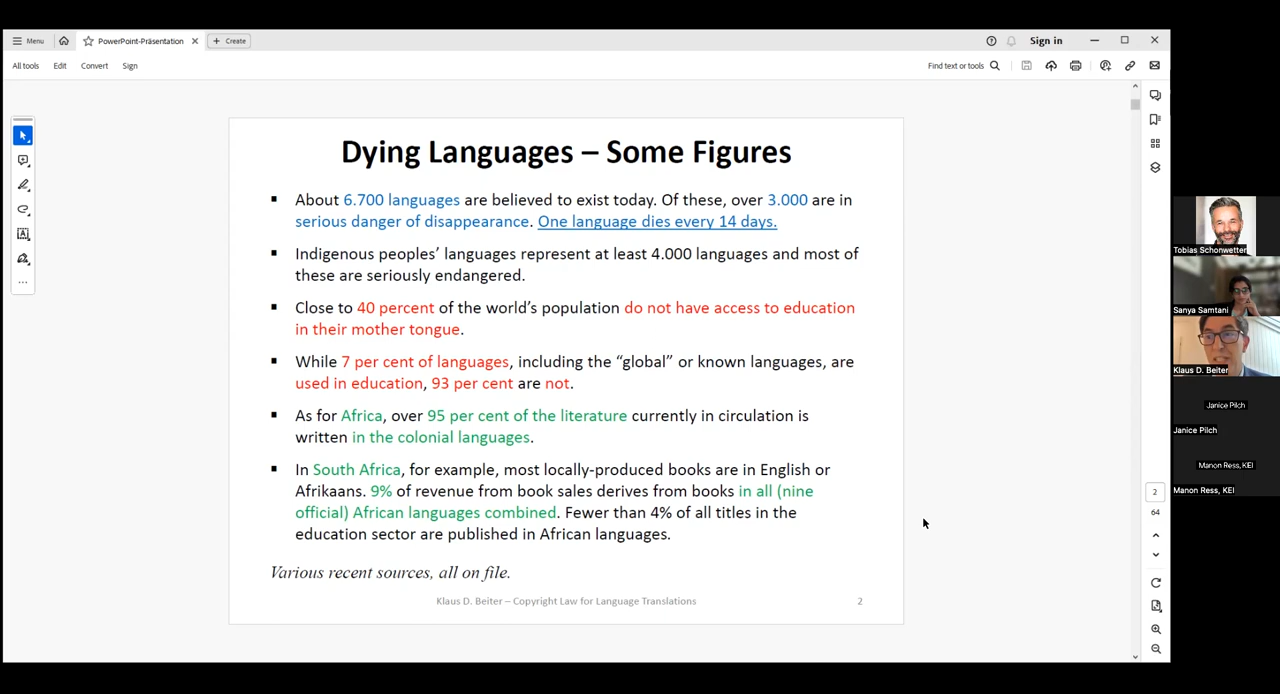 Menu
PowerPoint-Präsentation
Create
Sign in
All tools
Edit
Convert
Sign
Find text or tools
Dying Languages – Some Figures
About 6.700 languages are believed to exist today. Of these, over 3.000 are in
serious danger of disappearance. One language dies every 14 days.
Indigenous peoples’ languages represent at least 4.000 languages and most of
these are seriously endangered.
Close to 40 percent of the world’s population do not have access to education
in their mother tongue.
While 7 per cent of languages, including the “global” or known languages, are
used in education, 93 per cent are not.
As for Africa, over 95 per cent of the literature currently in circulation is
written in the colonial languages.
In South Africa, for example, most locally-produced books are in English or
Afrikaans. 9% of revenue from book sales derives from books in all (nine
official) African languages combined. Fewer than 4% of all titles in the
education sector are published in African languages.
Various recent sources, all on file.
Klaus D. Beiter – Copyright Law for Language Translations
2
2
64
Tobias Schonwetter
Sanya Samtani
Klaus D. Beiter
Janice Pilch
Janice Pilch
Manon Ress, KEI
Manon Ress, KEI